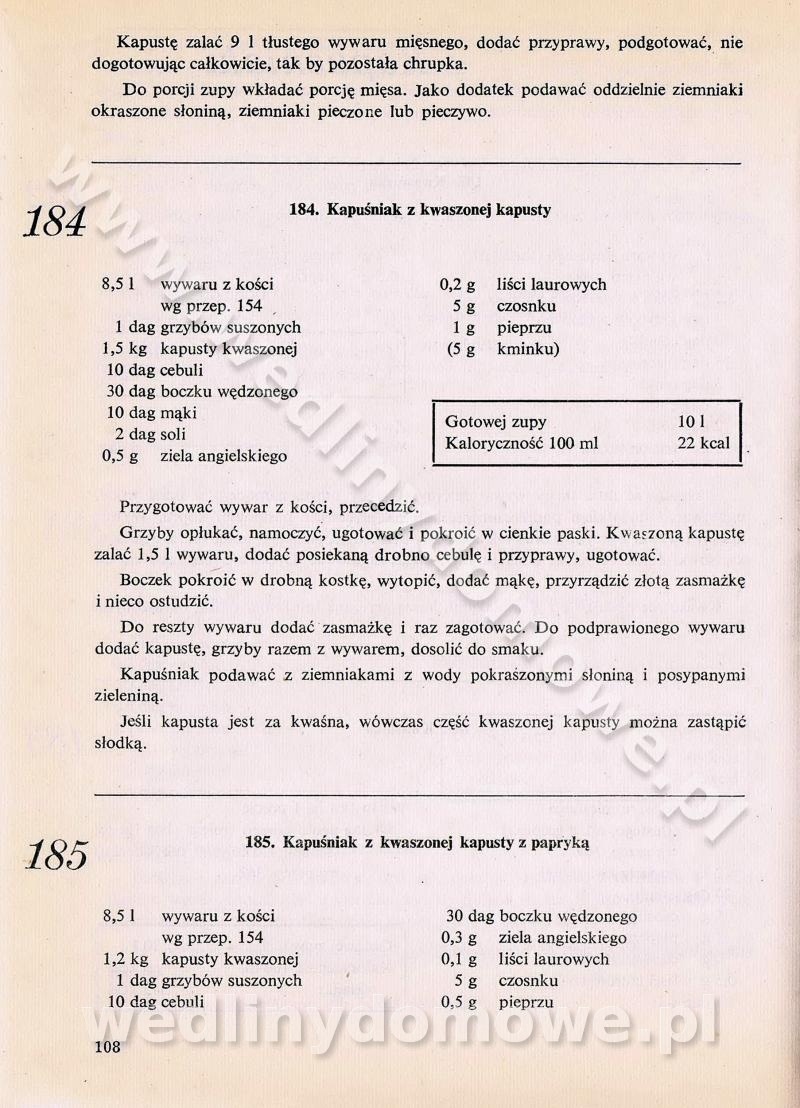 Kapustę zalać 9 l tłustego wywaru mięsnego, dodać przyprawy, podgotować, nie
dogotowując całkowicie, tak by pozostała chrupka.
Do porcji zupy wkładać porcję mięsa. Jako dodatek podawać oddzielnie ziemniaki
okraszone słoniną, ziemniaki pieczone lub pieczywo.
184
184. Kapuśniak z kwaszonej kapusty
8,5 l wywaru z kości
wg przep. 154
1 dag grzybów suszonych
1,5 kg kapusty kwaszonej
10 dag cebuli
30 dag boczku wędzonego
10 dag mąki
2 dag soli
0,5 g ziela angielskiego
0,2 g liści laurowych
5 g czosnku
1 g pieprzu
(5 g kminku)
Gotowej zupy 10 l
Kaloryczność 100 ml 22 kcal
Przygotować wywar z kości, przecedzić.
Grzyby opłukać, namoczyć, ugotować i pokroić w cienkie paski. Kwaszoną kapustę
zalać 1,5 l wywaru, dodać posiekaną drobno cebulę i przyprawy, ugotować.
Boczek pokroić w drobną kostkę, wytopić, dodać mąkę, przyrządzić złotą zasmażkę
i nieco ostudzić.
Do reszty wywaru dodać zasmażkę i raz zagotować. Do podprawionego wywaru
dodać kapustę, grzyby razem z wywarem, dosolić do smaku.
Kapuśniak podawać z ziemniakami z wody pokraszonymi słoniną i posypanymi
zieleniną.
Jeśli kapusta jest za kwaśna, wówczas część kwaszonej kapusty można zastąpić
słodką.
185
185. Kapuśniak z kwaszonej kapusty z papryką
8,5 l wywaru z kości
wg przep. 154
1,2 kg kapusty kwaszonej
1 dag grzybów suszonych
10 dag cebuli
30 dag boczku wędzonego
0,3 g ziela angielskiego
0,1 g liści laurowych
5 g czosnku
0,5 g pieprzu
108
www.wedlinydomowe.pl
wedlinydomowe.pl